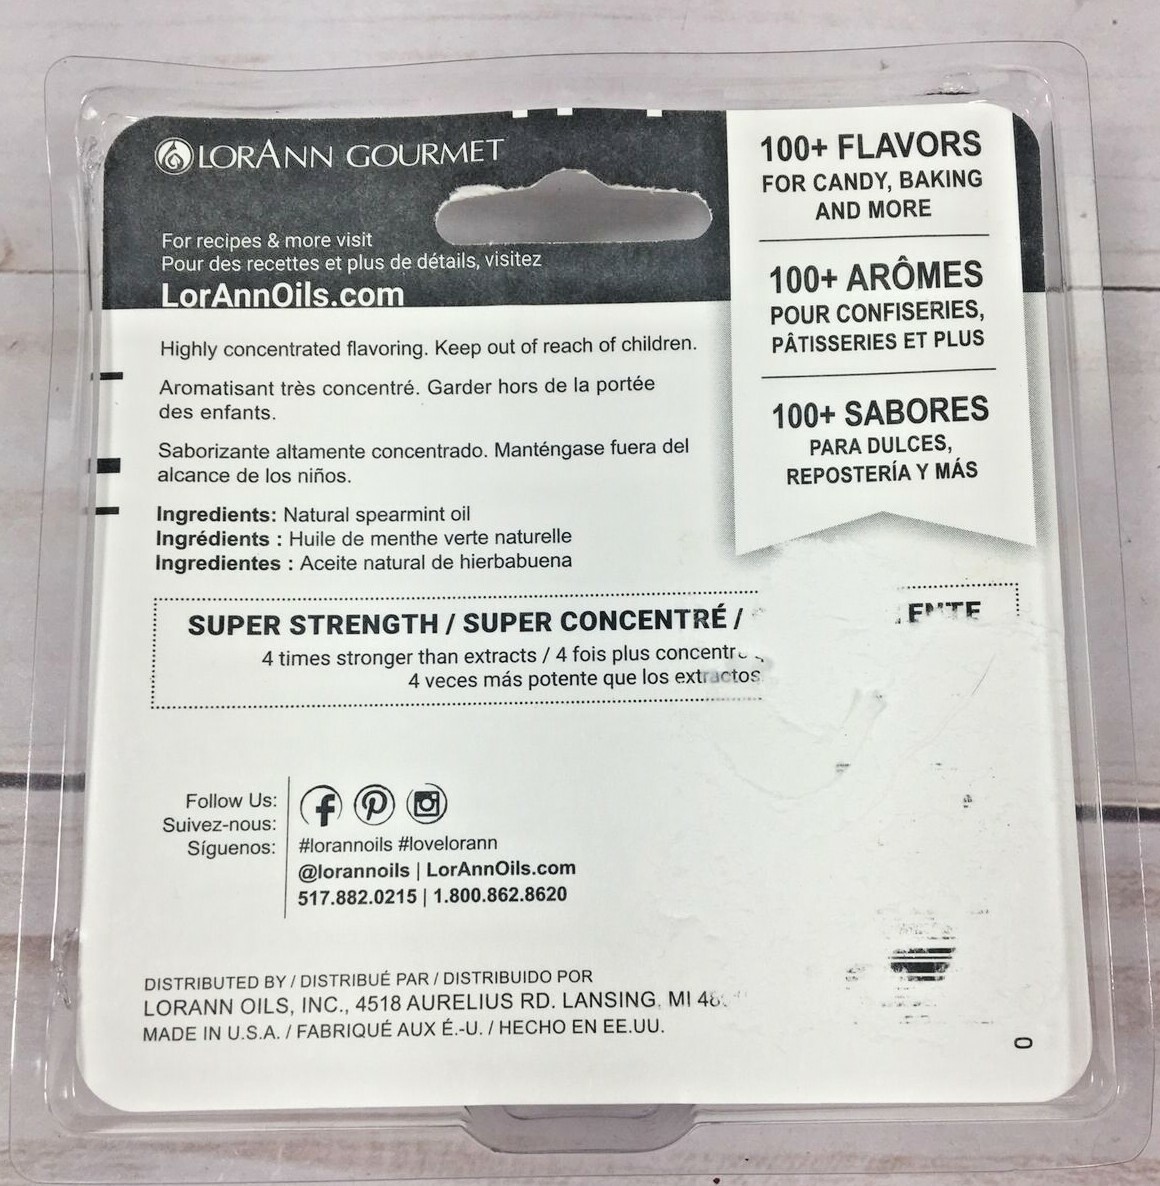 LORANN GOURMET
For recipes & more visit
Pour des recettes et plus de détails, visitez
LorAnnOils.com
100+ FLAVORS
FOR CANDY, BAKING
AND MORE
100+ ARÔMES
POUR CONFISERIES,
PÂTISSERIES ET PLUS
100+ SABORES
PARA DULCES,
REPOSTERÍA Y MÁS
Highly concentrated flavoring. Keep out of reach of children.
Aromatisant très concentré. Garder hors de la portée
des enfants.
Saborizante altamente concentrado. Manténgase fuera del
alcance de los niños.
Ingredients: Natural spearmint oil
Ingrédients : Huile de menthe verte naturelle
Ingredientes : Aceite natural de hierbabuena
SUPER STRENGTH / SUPER CONCENTRÉ /
4 times stronger than extracts / 4 fois plus
4 veces más potente que los extractos
Follow Us:
Suivez-nous:
Síguenos:
#lorannoils #lovelorann
@lorannoils | LorAnnOils.com
517.882.0215 | 1.800.862.8620
DISTRIBUTED BY / DISTRIBUÉ PAR / DISTRIBUIDO POR
LORANN OILS, INC., 4518 AURELIUS RD. LANSING, MI
MADE IN U.S.A. / FABRIQUÉ AUX É.-U. / HECHO EN EE.UU.
0